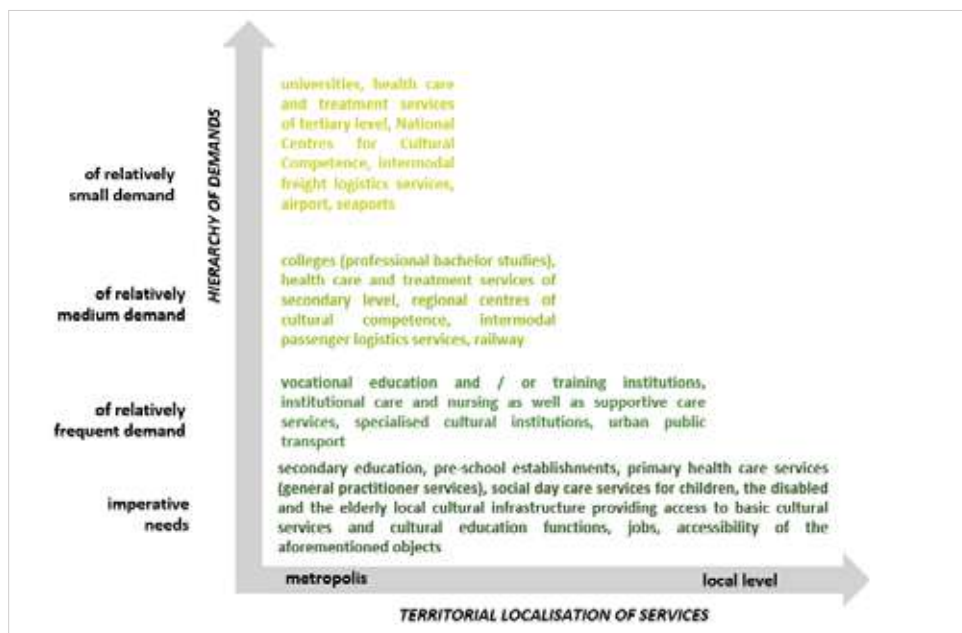 HIERARCHY OF DEMANDS
of relatively
small demand
universities, health care
and treatment services
of tertiary level, National
Centres for Cultural
Competence, intermodal
freight logistics services,
airport, seaports
of relatively
medium demand
colleges (professional bachelor studies),
health care and treatment services of
secondary level, regional centres of
cultural competence, intermodal
passenger logistics services, railway
of relatively
frequent demand
vocational education and / or training institutions,
institutional care and nursing as well as supportive care
services, specialised cultural institutions, urban public
transport
imperative
needs
secondary education, pre-school establishments, primary health care services
(general practitioner services), social day care services for children, the disabled
and the elderly local cultural infrastructure providing access to basic cultural
services and cultural education functions, jobs, accessibility of the
aforementioned objects
metropolis
local level
TERRITORIAL LOCALISATION OF SERVICES